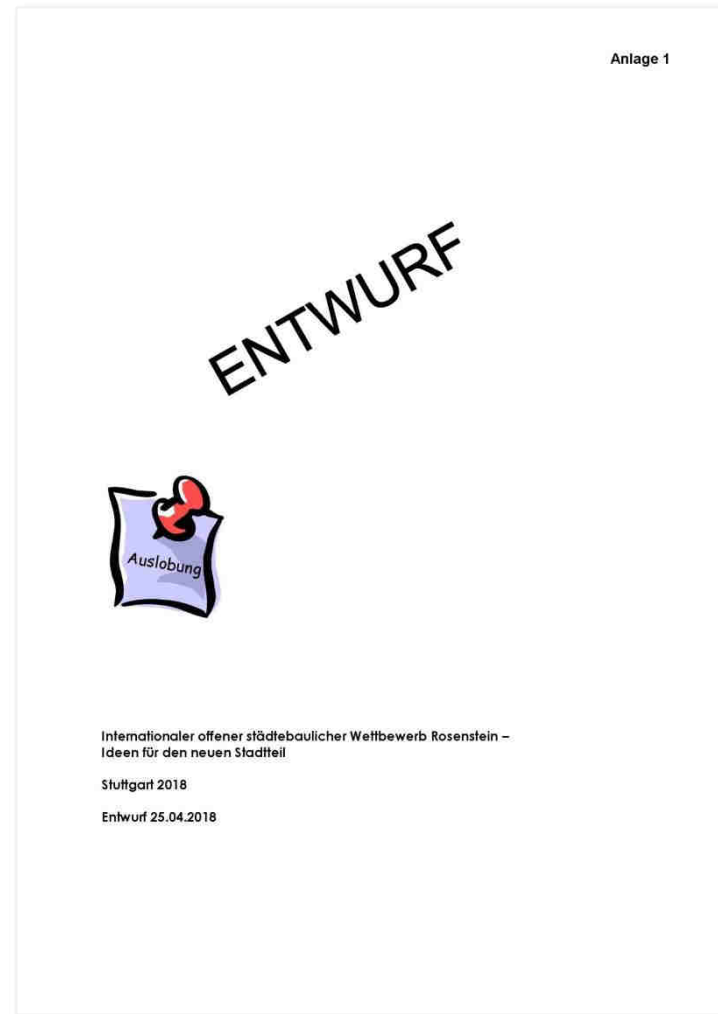 Anlage 1
ENTWURF
Auslobung
Internationaler offener städtebaulicher Wettbewerb Rosenstein –
Ideen für den neuen Stadtteil
Stuttgart 2018
Entwurf 25.04.2018